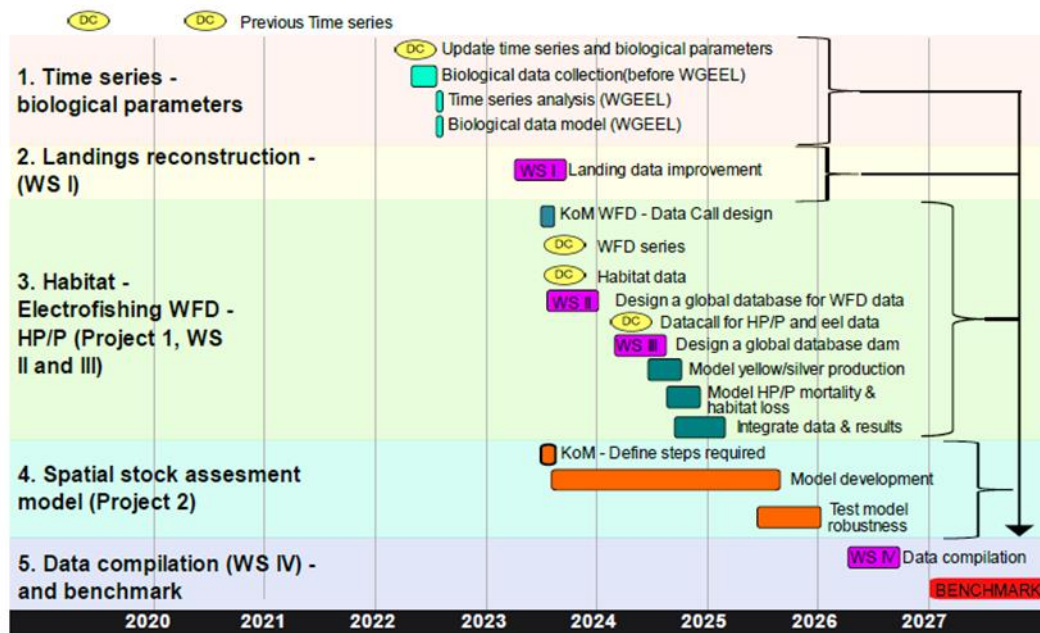 DC
DC
Previous Time series
1. Time series -
biological parameters
DC
Update time series and biological parameters
Biological data collection(before WGEEL)
Time series analysis (WGEEL)
Biological data model (WGEEL)
2. Landings reconstruction -
(WS I)
WS I
Landing data improvement
3. Habitat -
Electrofishing WFD -
HP/P (Project 1, WS
II and III)
KoM WFD - Data Call design
DC
WFD series
DC
Habitat data
WS II
Design a global database for WFD data
DC
Datacall for HP/P and eel data
WS III
Design a global database dam
Model yellow/silver production
Model HP/P mortality &
habitat loss
Integrate data & results
4. Spatial stock assesment
model (Project 2)
KoM - Define steps required
Model development
Test model
robustness
5. Data compilation (WS IV) -
and benchmark
WS IV
Data compilation
BENCHMARK
2020 2021 2022 2023 2024 2025 2026 2027